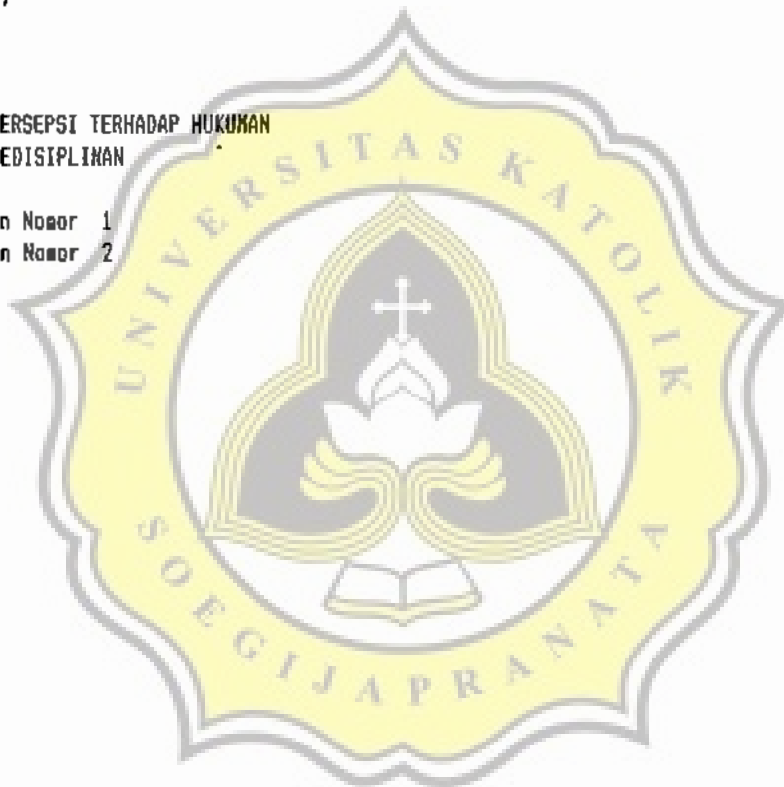 ERSEPSI TERHADAP HUKUMAN
EDISIPLINAN
n Nomor 1
n Nomor 2
UNIVERSITAS KATOLIK
SOEGIJAPRANATA